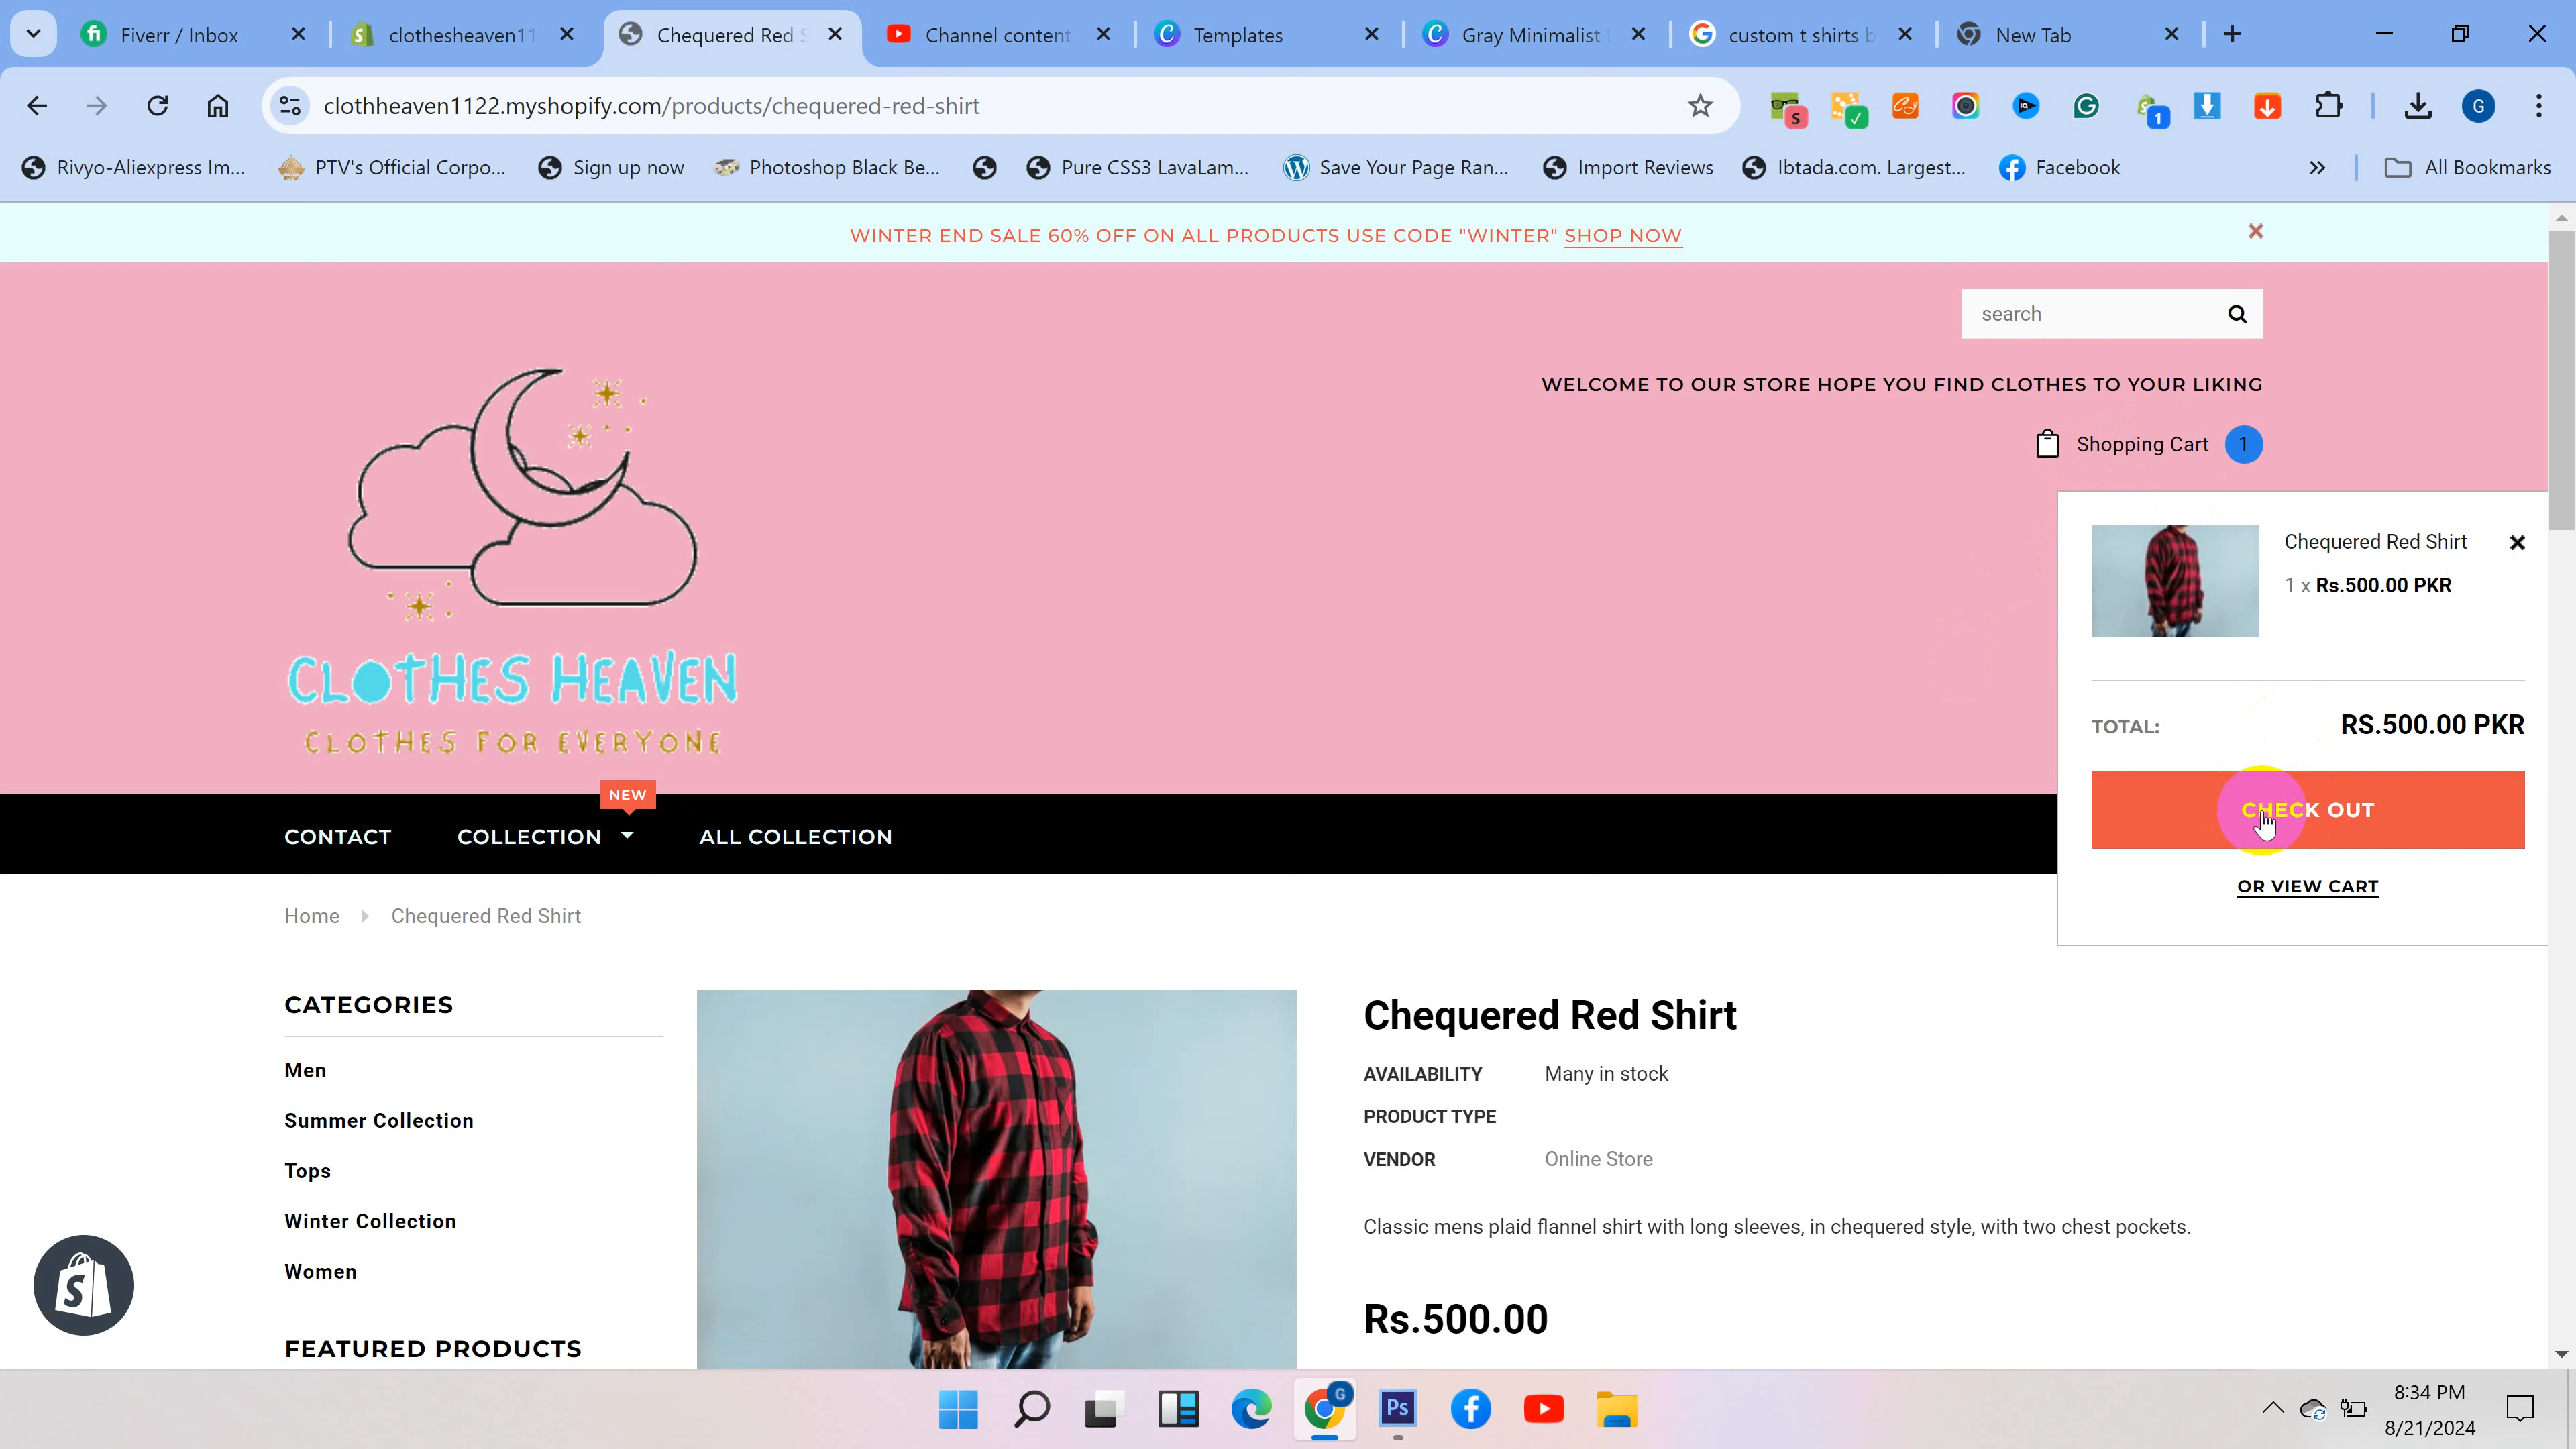 Fiverr / Inbox
clothesheaven11
Chequered Red S
Channel content
Templates
Gray Minimalist
custom t shirts b
New Tab
clothheaven1122.myshopify.com/products/chequered-red-shirt
S
1
G
Rivyo-Aliexpress Im...
PTV's Official Corpo...
Sign up now
Photoshop Black Be...
Pure CSS3 LavaLam...
Save Your Page Ran...
Import Reviews
Ibtada.com. Largest...
Facebook
All Bookmarks
WINTER END SALE 60% OFF ON ALL PRODUCTS USE CODE "WINTER" SHOP NOW
search
WELCOME TO OUR STORE HOPE YOU FIND CLOTHES TO YOUR LIKING
Shopping Cart 1
Chequered Red Shirt
1 x Rs.500.00 PKR
TOTAL: RS.500.00 PKR
CHECK OUT
OR VIEW CART
CLOTHES HEAVEN
CLOTHES FOR EVERYONE
NEW
CONTACT
COLLECTION
ALL COLLECTION
Home
Chequered Red Shirt
CATEGORIES
Men
Summer Collection
Tops
Winter Collection
Women
FEATURED PRODUCTS
Chequered Red Shirt
AVAILABILITY Many in stock
PRODUCT TYPE
VENDOR Online Store
Classic mens plaid flannel shirt with long sleeves, in chequered style, with two chest pockets.
Rs.500.00
G
Ps
8:34 PM
8/21/2024